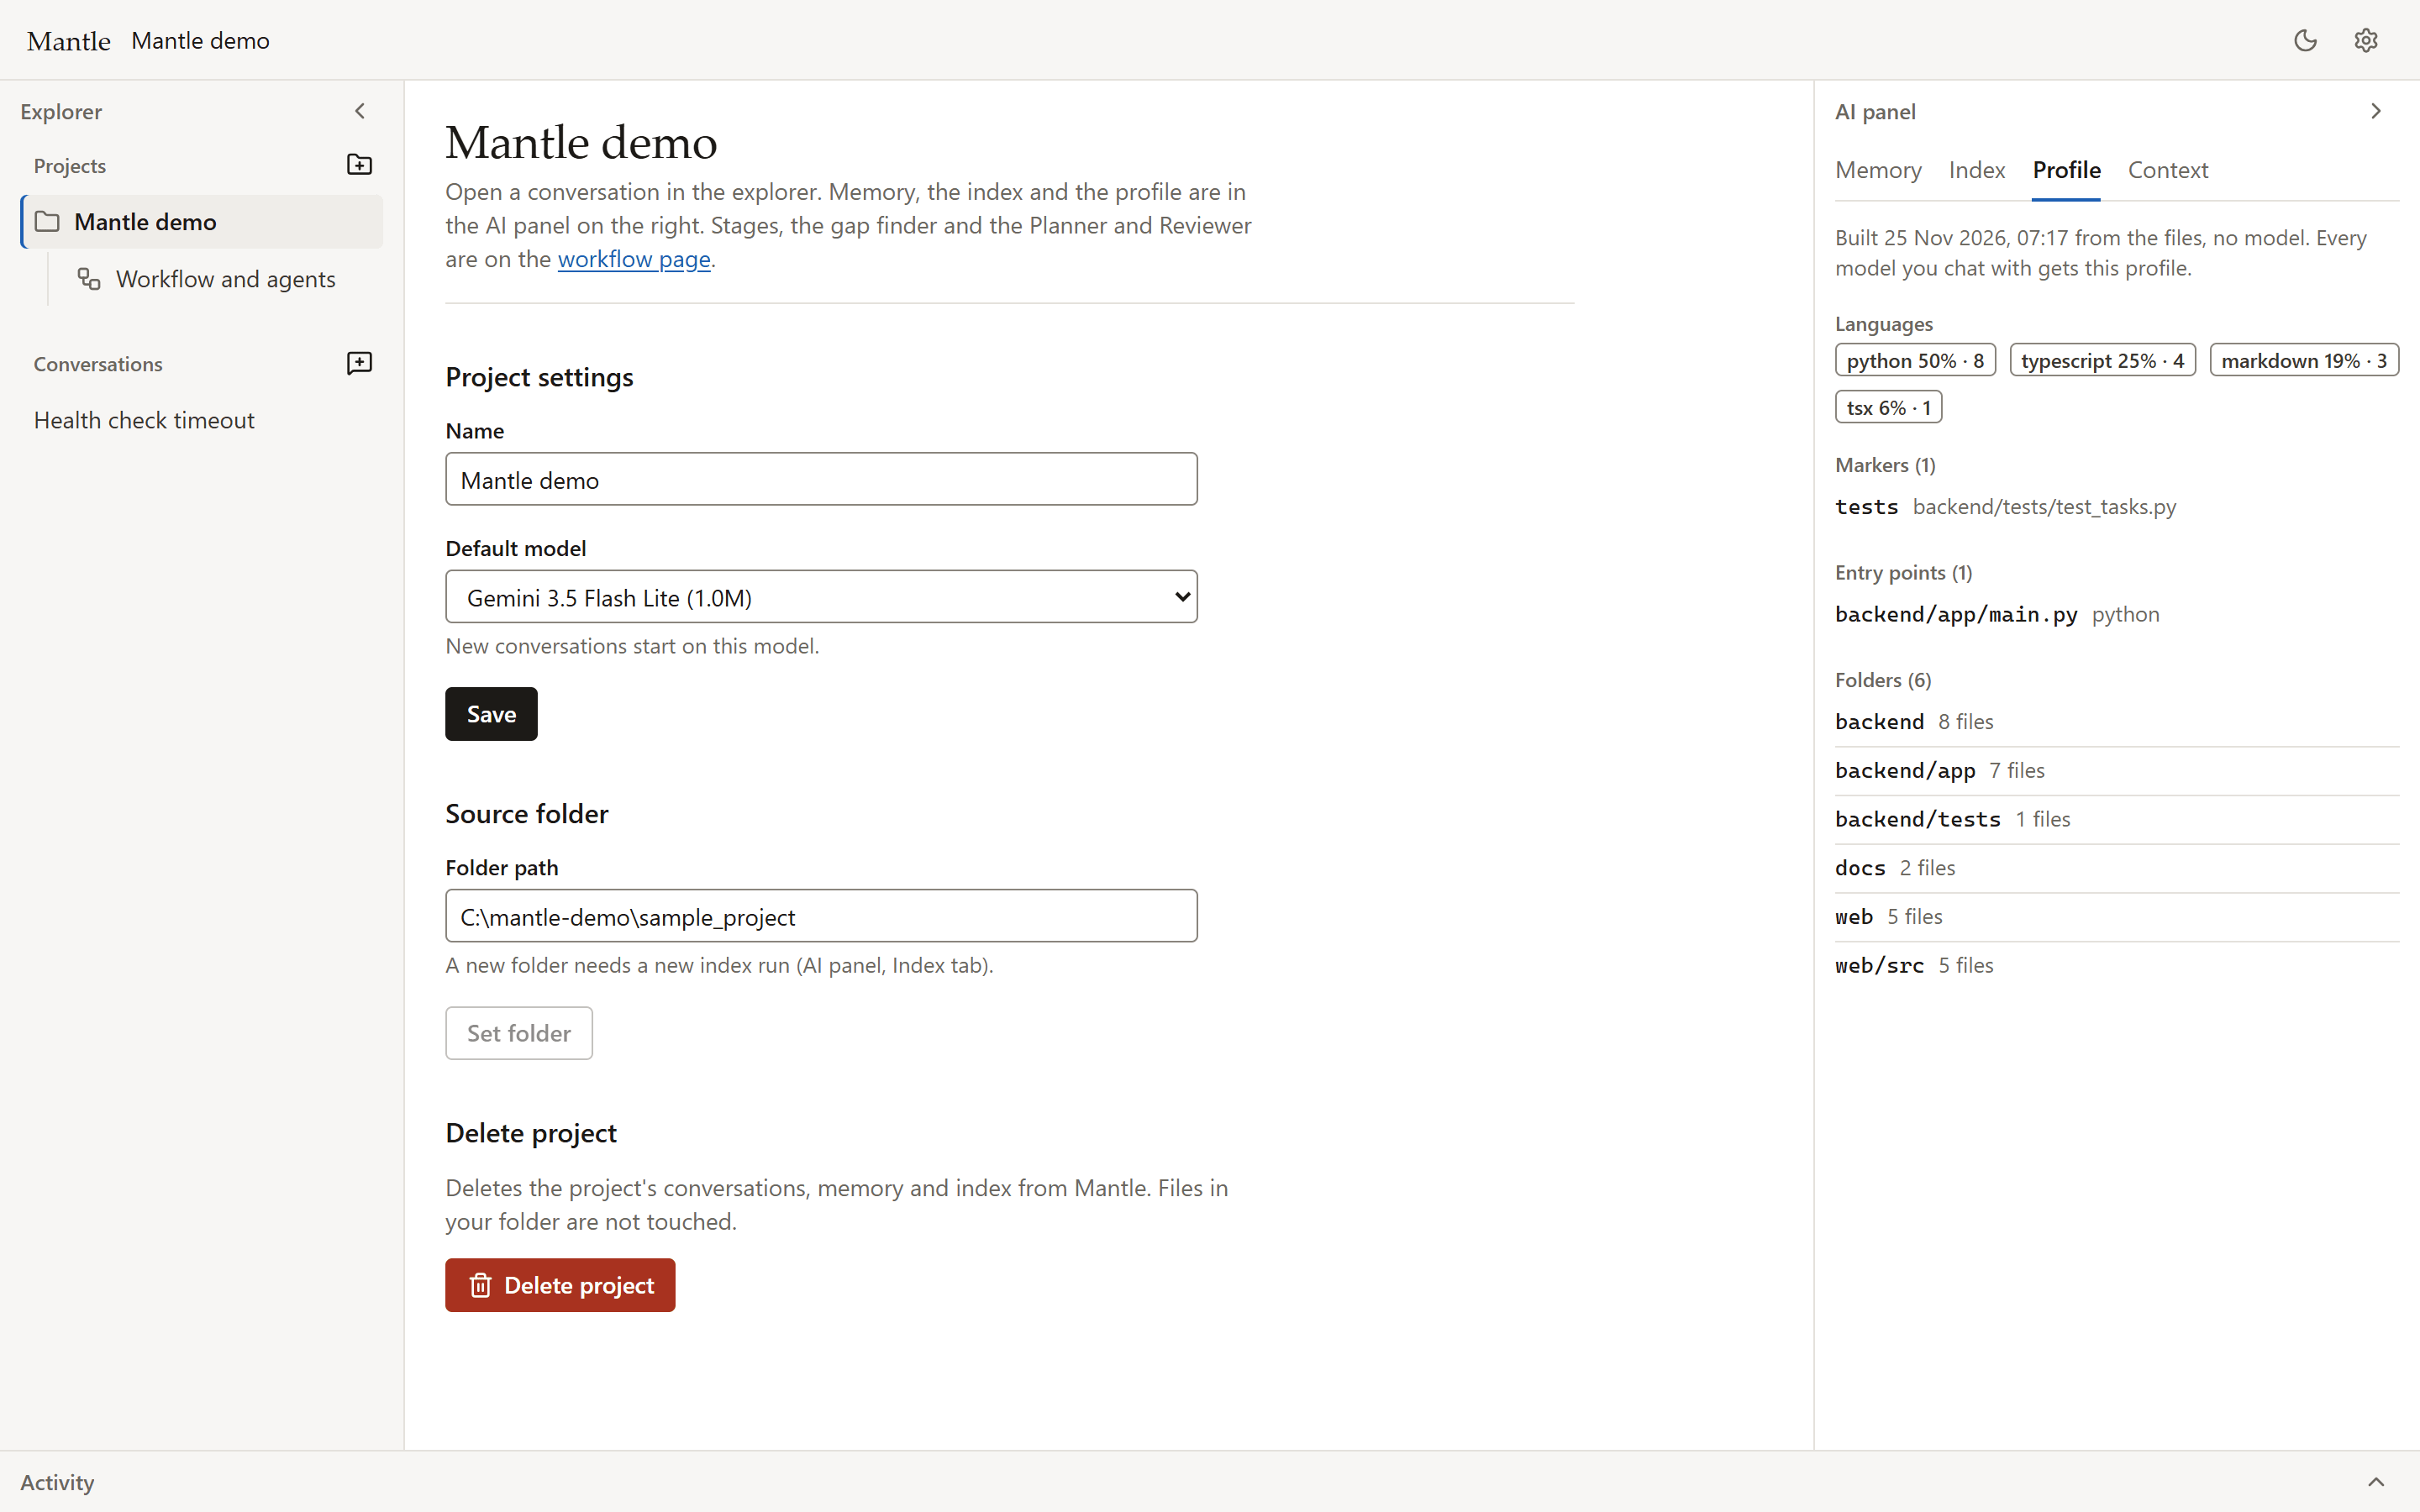 Mantle Mantle demo
Explorer
Projects
Mantle demo
Workflow and agents
Conversations
Health check timeout
Mantle demo
Open a conversation in the explorer. Memory, the index and the profile are in
the AI panel on the right. Stages, the gap finder and the Planner and Reviewer
are on the workflow page.
Project settings
Name
Mantle demo
Default model
Gemini 3.5 Flash Lite (1.0M)
New conversations start on this model.
Save
Source folder
Folder path
C:\mantle-demo\sample_project
A new folder needs a new index run (AI panel, Index tab).
Set folder
Delete project
Deletes the project's conversations, memory and index from Mantle. Files in
your folder are not touched.
Delete project
AI panel
Memory Index Profile Context
Built 25 Nov 2026, 07:17 from the files, no model. Every
model you chat with gets this profile.
Languages
python 50% · 8 typescript 25% · 4 markdown 19% · 3
tsx 6% · 1
Markers (1)
tests backend/tests/test_tasks.py
Entry points (1)
backend/app/main.py python
Folders (6)
backend 8 files
backend/app 7 files
backend/tests 1 files
docs 2 files
web 5 files
web/src 5 files
Activity